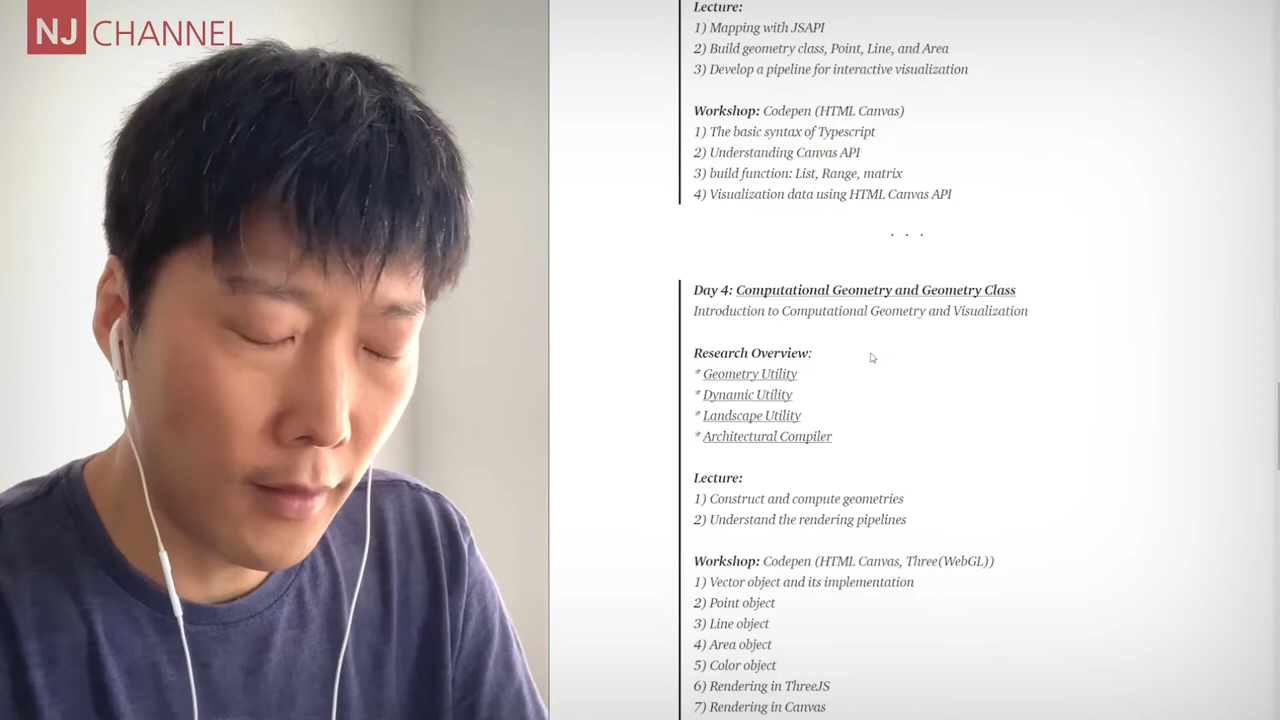 NJ CHANNEL
Lecture:
1) Mapping with JSAPI
2) Build geometry class, Point, Line, and Area
3) Develop a pipeline for interactive visualization
Workshop: Codepen (HTML Canvas)
1) The basic syntax of Typescript
2) Understanding Canvas API
3) build function: List, Range, matrix
4) Visualization data using HTML Canvas API
. . .
Day 4: Computational Geometry and Geometry Class
Introduction to Computational Geometry and Visualization
Research Overview:
* Geometry Utility
* Dynamic Utility
* Landscape Utility
* Architectural Compiler
Lecture:
1) Construct and compute geometries
2) Understand the rendering pipelines
Workshop: Codepen (HTML Canvas, Three(WebGL))
1) Vector object and its implementation
2) Point object
3) Line object
4) Area object
5) Color object
6) Rendering in ThreeJS
7) Rendering in Canvas